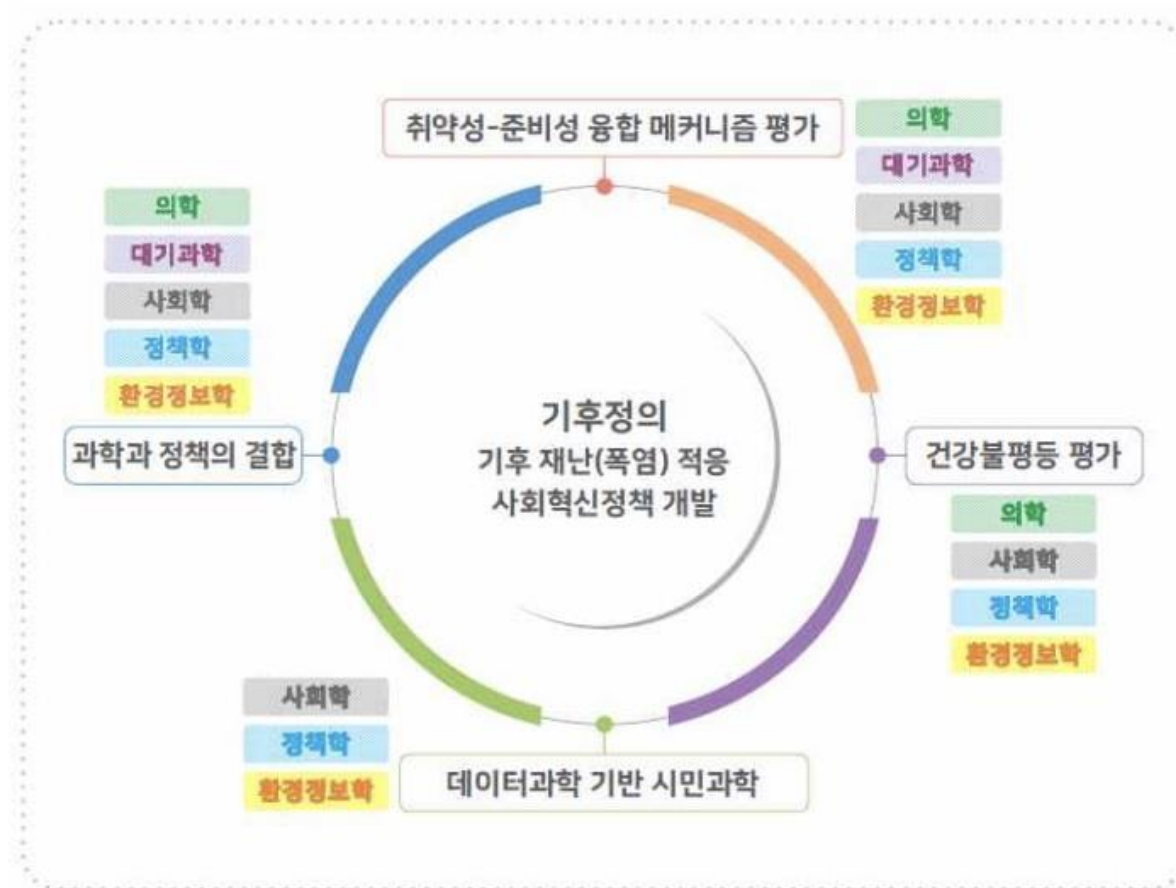 취약성-준비성 융합 메커니즘 평가
의학
대기과학
사회학
정책학
환경정보학
의학
대기과학
사회학
정책학
환경정보학
과학과 정책의 결합
기후정의
기후 재난(폭염) 적응
사회혁신정책 개발
건강불평등 평가
의학
사회학
정책학
환경정보학
사회학
정책학
환경정보학
데이터과학 기반 시민과학